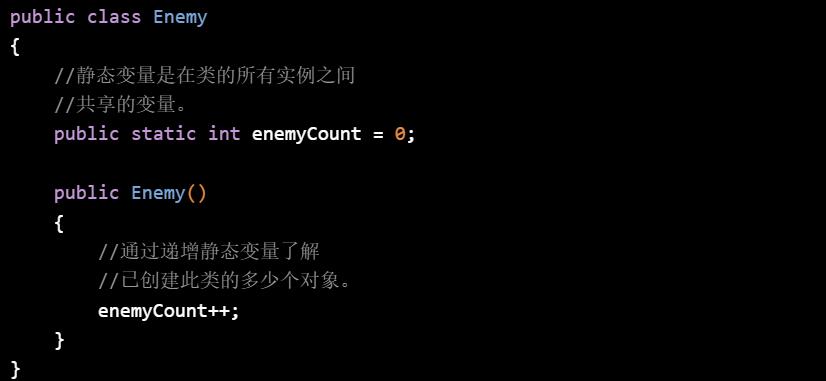 public class Enemy
{
//静态变量是在类的所有实例之间
//共享的变量。
public static int enemyCount = 0;
public Enemy()
{
//通过递增静态变量了解
//已创建此类的多少个对象。
enemyCount++;
}
}